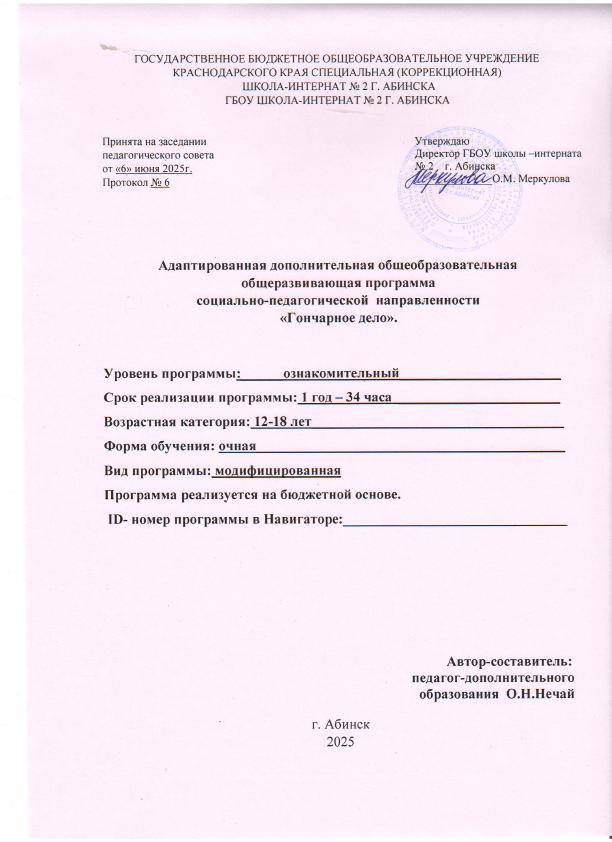 ГОСУДАРСТВЕННОЕ БЮДЖЕТНОЕ ОБЩЕОБРАЗОВАТЕЛЬНОЕ УЧРЕЖДЕНИЕ
КРАСНОДАРСКОГО КРАЯ СПЕЦИАЛЬНАЯ (КОРРЕКЦИОННАЯ)
ШКОЛА-ИНТЕРНАТ № 2 Г. АБИНСКА
ГБОУ ШКОЛА-ИНТЕРНАТ № 2 Г. АБИНСКА
Принята на заседании
педагогического совета
от «6» июня 2025г.
Протокол № 6
Утверждаю
Директор ГБОУ школы –интерната
№ 2 г. Абинска
Меркулова О.М. Меркулова
Адаптированная дополнительная общеобразовательная
общеразвивающая программа
социально-педагогической направленности
«Гончарное дело».
Уровень программы: ознакомительный
Срок реализации программы: 1 год – 34 часа
Возрастная категория: 12-18 лет
Форма обучения: очная
Вид программы: модифицированная
Программа реализуется на бюджетной основе.
ID- номер программы в Навигаторе:
Автор-составитель:
педагог-дополнительного
образования О.Н.Нечай
г. Абинск
2025